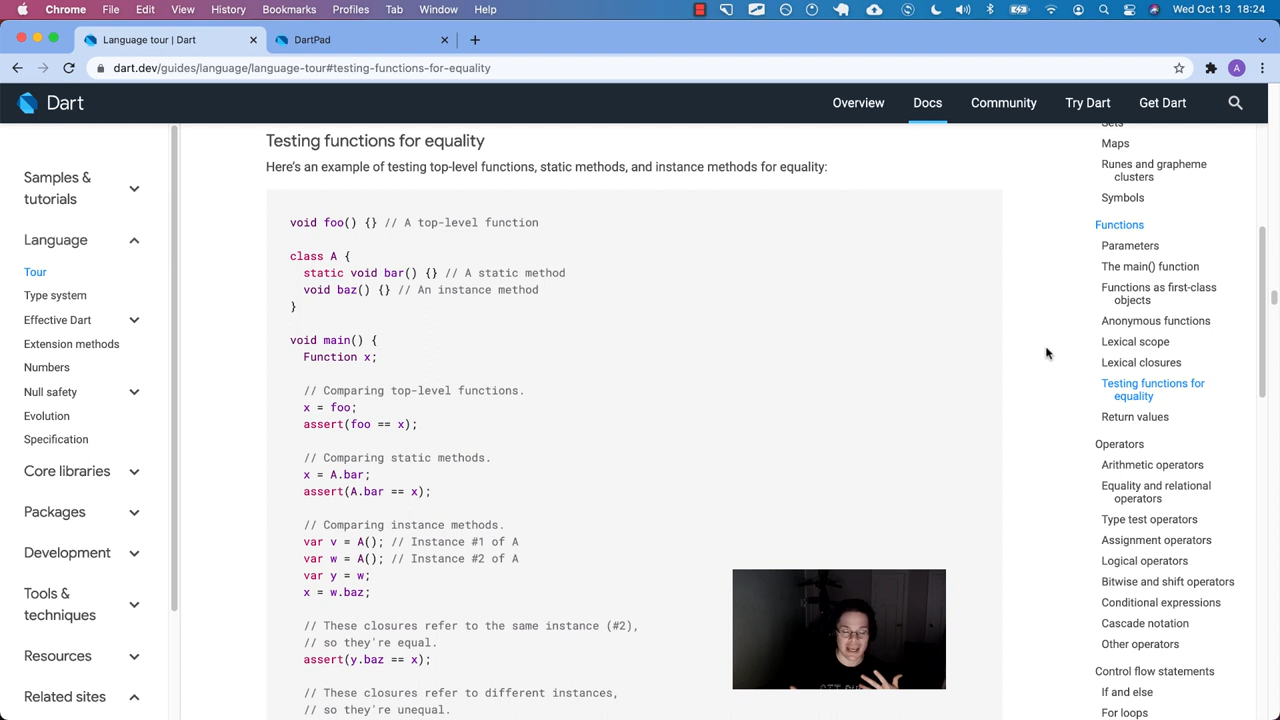 Chrome File Edit View History Bookmarks Profiles Tab Window Help Wed Oct 13 18:24
Language tour | Dart
DartPad
dart.dev/guides/language/language-tour#testing-functions-for-equality
A
Dart
Overview Docs Community Try Dart Get Dart
Samples &
tutorials
Language
Tour
Type system
Effective Dart
Extension methods
Numbers
Null safety
Evolution
Specification
Core libraries
Packages
Development
Tools &
techniques
Resources
Related sites
Testing functions for equality
Here's an example of testing top-level functions, static methods, and instance methods for equality:
void foo() {} // A top-level function
class A {
static void bar() {} // A static method
void baz() {} // An instance method
}
void main() {
Function x;
// Comparing top-level functions.
x = foo;
assert(foo == x);
// Comparing static methods.
x = A.bar;
assert(A.bar == x);
// Comparing instance methods.
var v = A(); // Instance #1 of A
var w = A(); // Instance #2 of A
var y = w;
x = w.baz;
// These closures refer to the same instance (#2),
// so they're equal.
assert(y.baz == x);
// These closures refer to different instances,
// so they're unequal.
Sets
Maps
Runes and grapheme
clusters
Symbols
Functions
Parameters
The main() function
Functions as first-class
objects
Anonymous functions
Lexical scope
Lexical closures
Testing functions for
equality
Return values
Operators
Arithmetic operators
Equality and relational
operators
Type test operators
Assignment operators
Logical operators
Bitwise and shift operators
Conditional expressions
Cascade notation
Other operators
Control flow statements
If and else
For loops